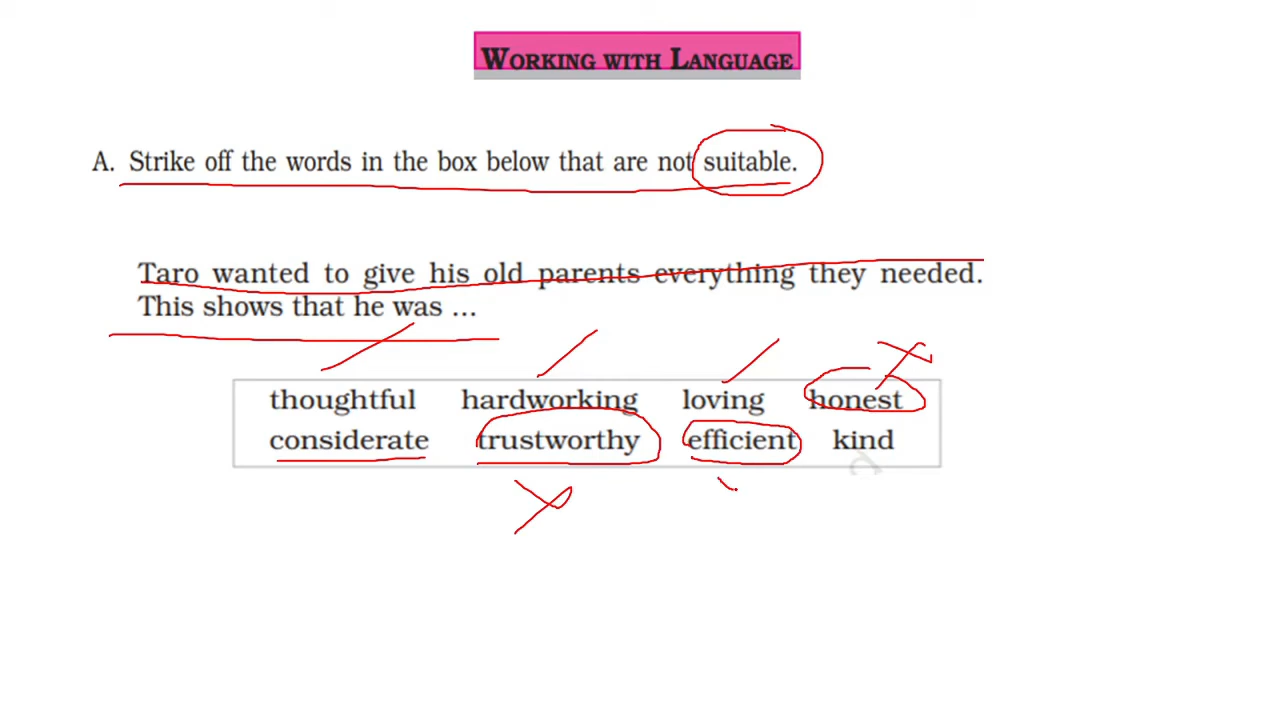 WORKING WITH LANGUAGE
A. Strike off the words in the box below that are not suitable.
Taro wanted to give his old parents everything they needed.
This shows that he was ...
thoughtful hardworking loving honest
considerate trustworthy efficient kind